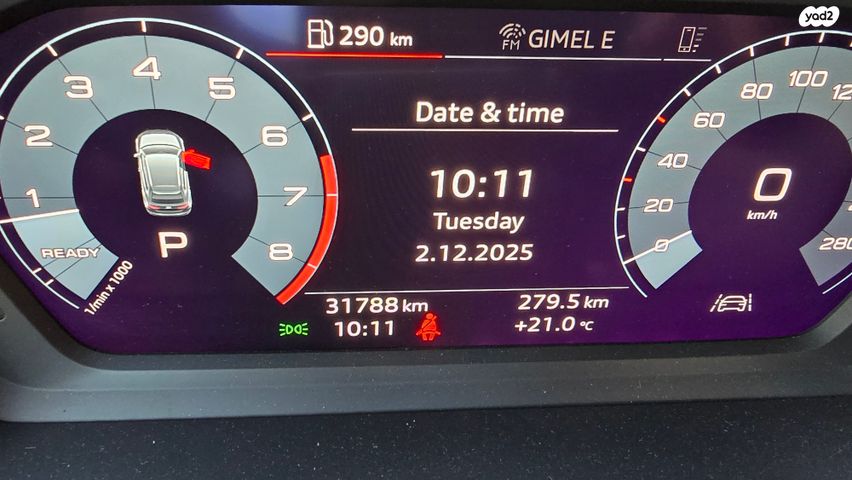 yad2
290 km
FM GIMEL E
Date & time
10:11
Tuesday
2.12.2025
31788 km
279.5 km
10:11
+21.0 °C
1
2
3
4
5
6
7
8
READY
1/min x 1000
P
0
20
40
60
80
100
12
280
0
km/h